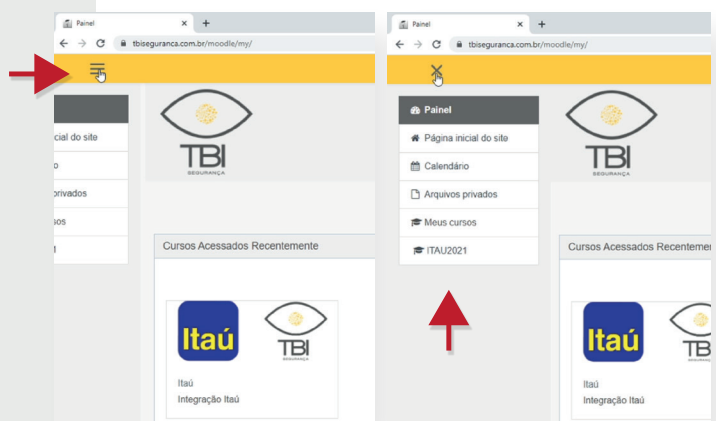 Painel
tbiseguranca.com.br/moodle/my/
cial do site
o
privados
sos
TBI
SEGURANÇA
Cursos Acessados Recentemente
Itaú
TBI
SEGURANÇA
Itaú
Integração Itaú
Painel
tbiseguranca.com.br/moodle/my/
Painel
Página inicial do site
Calendário
Arquivos privados
Meus cursos
ITAU2021
TBI
SEGURANÇA
Cursos Acessados Recentemen
Itaú
TB
Itaú
Integração Itaú